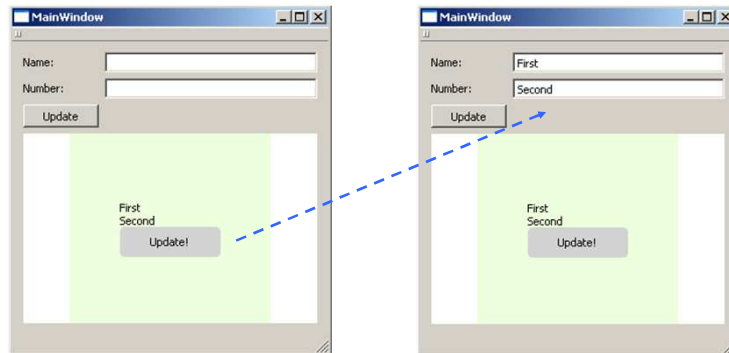 MainWindow
Name:
Number:
Update
First
Second
Update!
MainWindow
Name: First
Number: Second
Update
First
Second
Update!